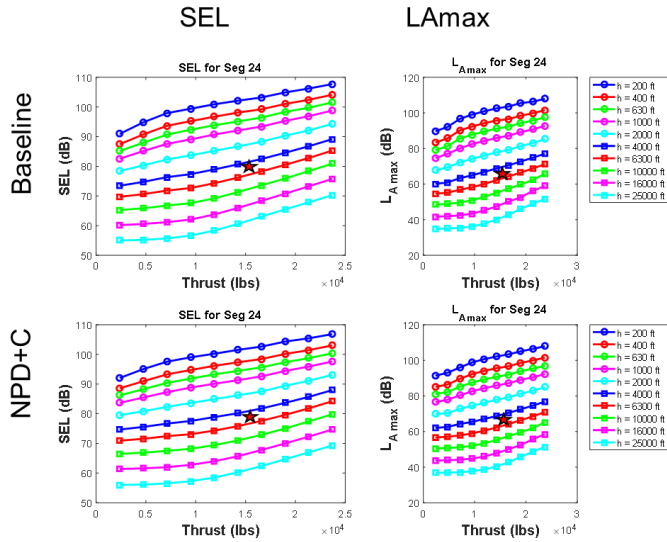 SEL
LAmax
Baseline
SEL for Seg 24
SEL (dB)
110
100
90
80
70
60
50
0
0.5
1
1.5
2
2.5
Thrust (lbs)
×10⁴
L_Amax for Seg 24
L_A max (dB)
120
100
80
60
40
20
0
1
2
3
Thrust (lbs)
×10⁴
h = 200 ft
h = 400 ft
h = 630 ft
h = 1000 ft
h = 2000 ft
h = 4000 ft
h = 6300 ft
h = 10000 ft
h = 16000 ft
h = 25000 ft
NPD+C
SEL for Seg 24
SEL (dB)
110
100
90
80
70
60
50
0
0.5
1
1.5
2
2.5
Thrust (lbs)
×10⁴
L_Amax for Seg 24
L_A max (dB)
120
100
80
60
40
20
0
1
2
3
Thrust (lbs)
×10⁴
h = 200 ft
h = 400 ft
h = 630 ft
h = 1000 ft
h = 2000 ft
h = 4000 ft
h = 6300 ft
h = 10000 ft
h = 16000 ft
h = 25000 ft